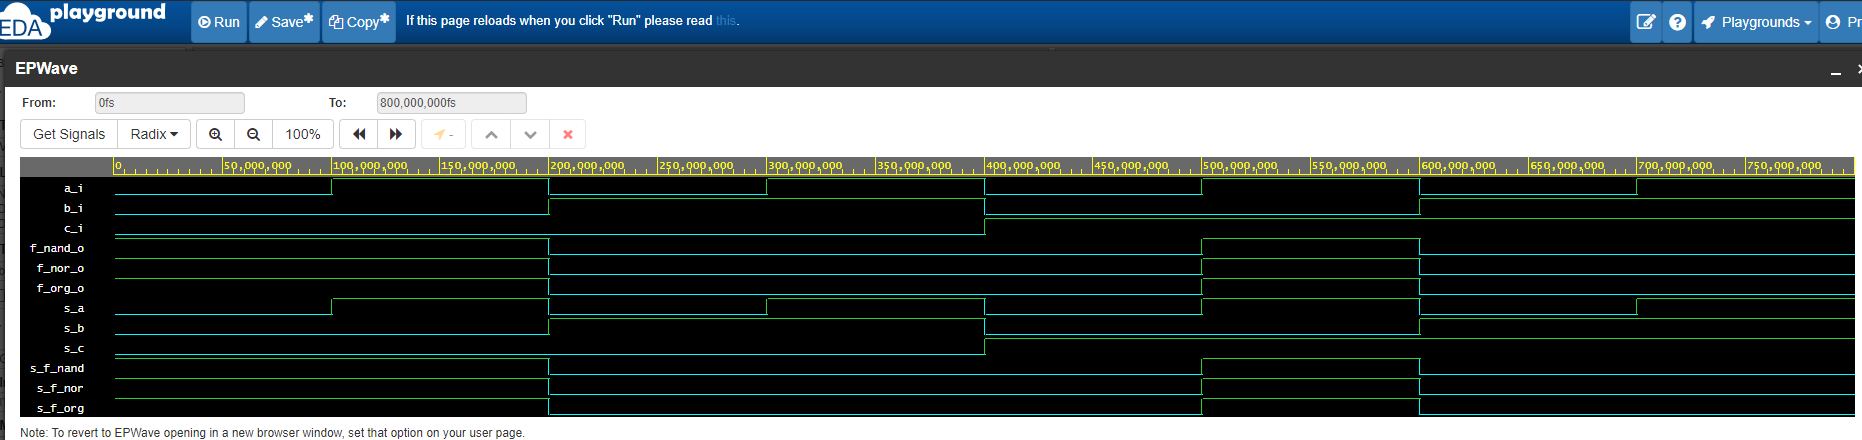 EDA playground Run Save* Copy* If this page reloads when you click "Run" please read this. Playgrounds Pr
EPWave
From: 0fs To: 800,000,000fs
Get Signals Radix 100% -
0 50,000,000 100,000,000 150,000,000 200,000,000 250,000,000 300,000,000 350,000,000 400,000,000 450,000,000 500,000,000 550,000,000 600,000,000 650,000,000 700,000,000 750,000,000
a_i
b_i
c_i
f_nand_o
f_nor_o
f_org_o
s_a
s_b
s_c
s_f_nand
s_f_nor
s_f_org
Note: To revert to EPWave opening in a new browser window, set that option on your user page.